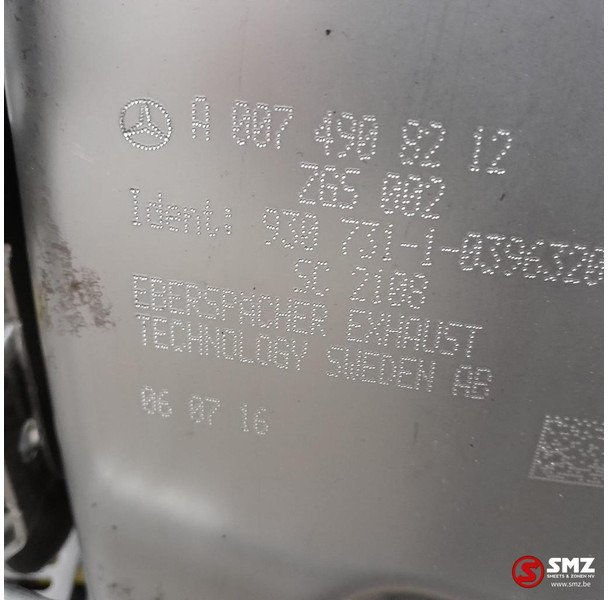 A 007 490 82 12
ZGS 002
Ident: 930 731-1-0396320
SC 2108
EBERSPACHER EXHAUST
TECHNOLOGY SWEDEN AB
06 07 16
SMZ
SMEETS & ZONEN NV
www.smz.be